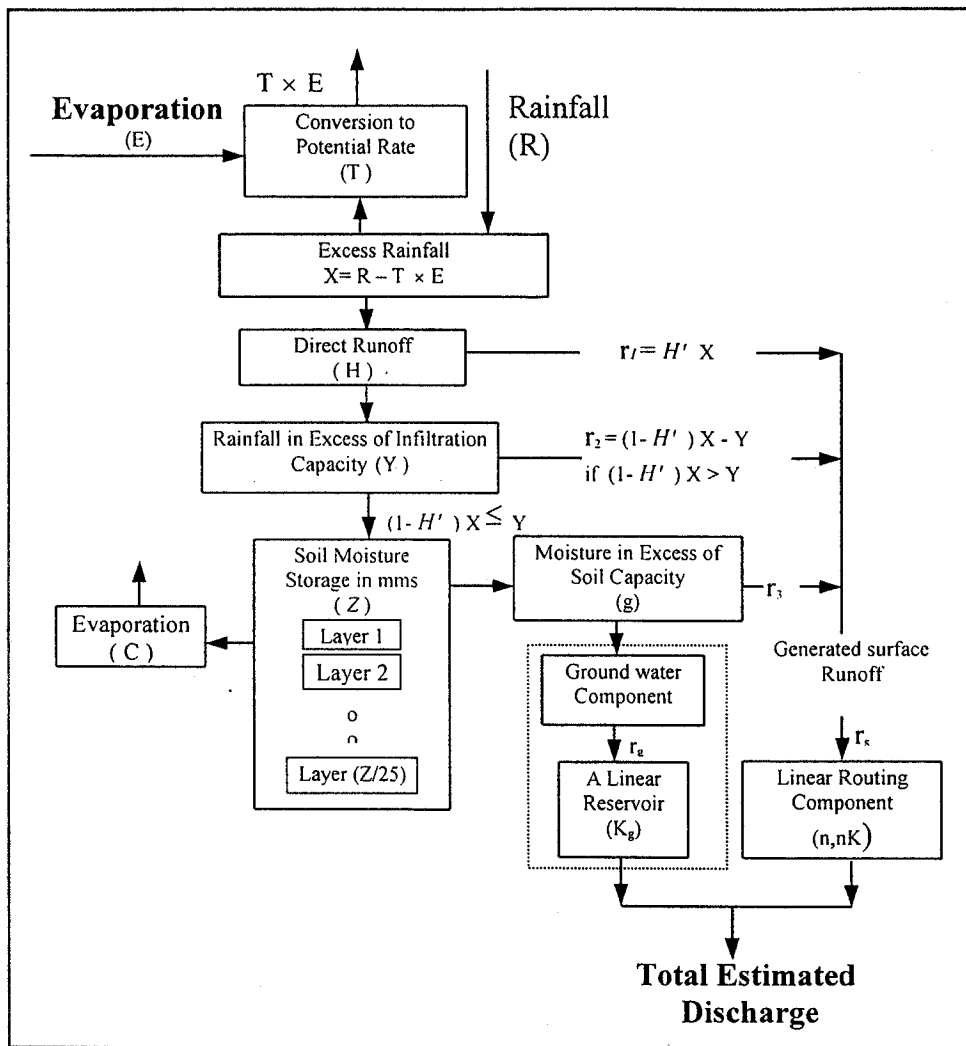 T × E
Evaporation
(E)
Conversion to
Potential Rate
(T)
Rainfall
(R)
Excess Rainfall
X= R – T × E
Direct Runoff
( H )
r1= H' X
Rainfall in Excess of Infiltration
Capacity (Y )
r2=(1- H' ) X - Y
if (1- H' ) X > Y
(1- H' ) X ≤ Y
Soil Moisture
Storage in mms
( Z )
Layer 1
Layer 2
o
o
Layer (Z/25)
Evaporation
( C )
Moisture in Excess of
Soil Capacity
(g)
r3
Generated surface
Runoff
Ground water
Component
rg
rs
A Linear
Reservoir
(Kg)
Linear Routing
Component
(n,nK)
Total Estimated
Discharge